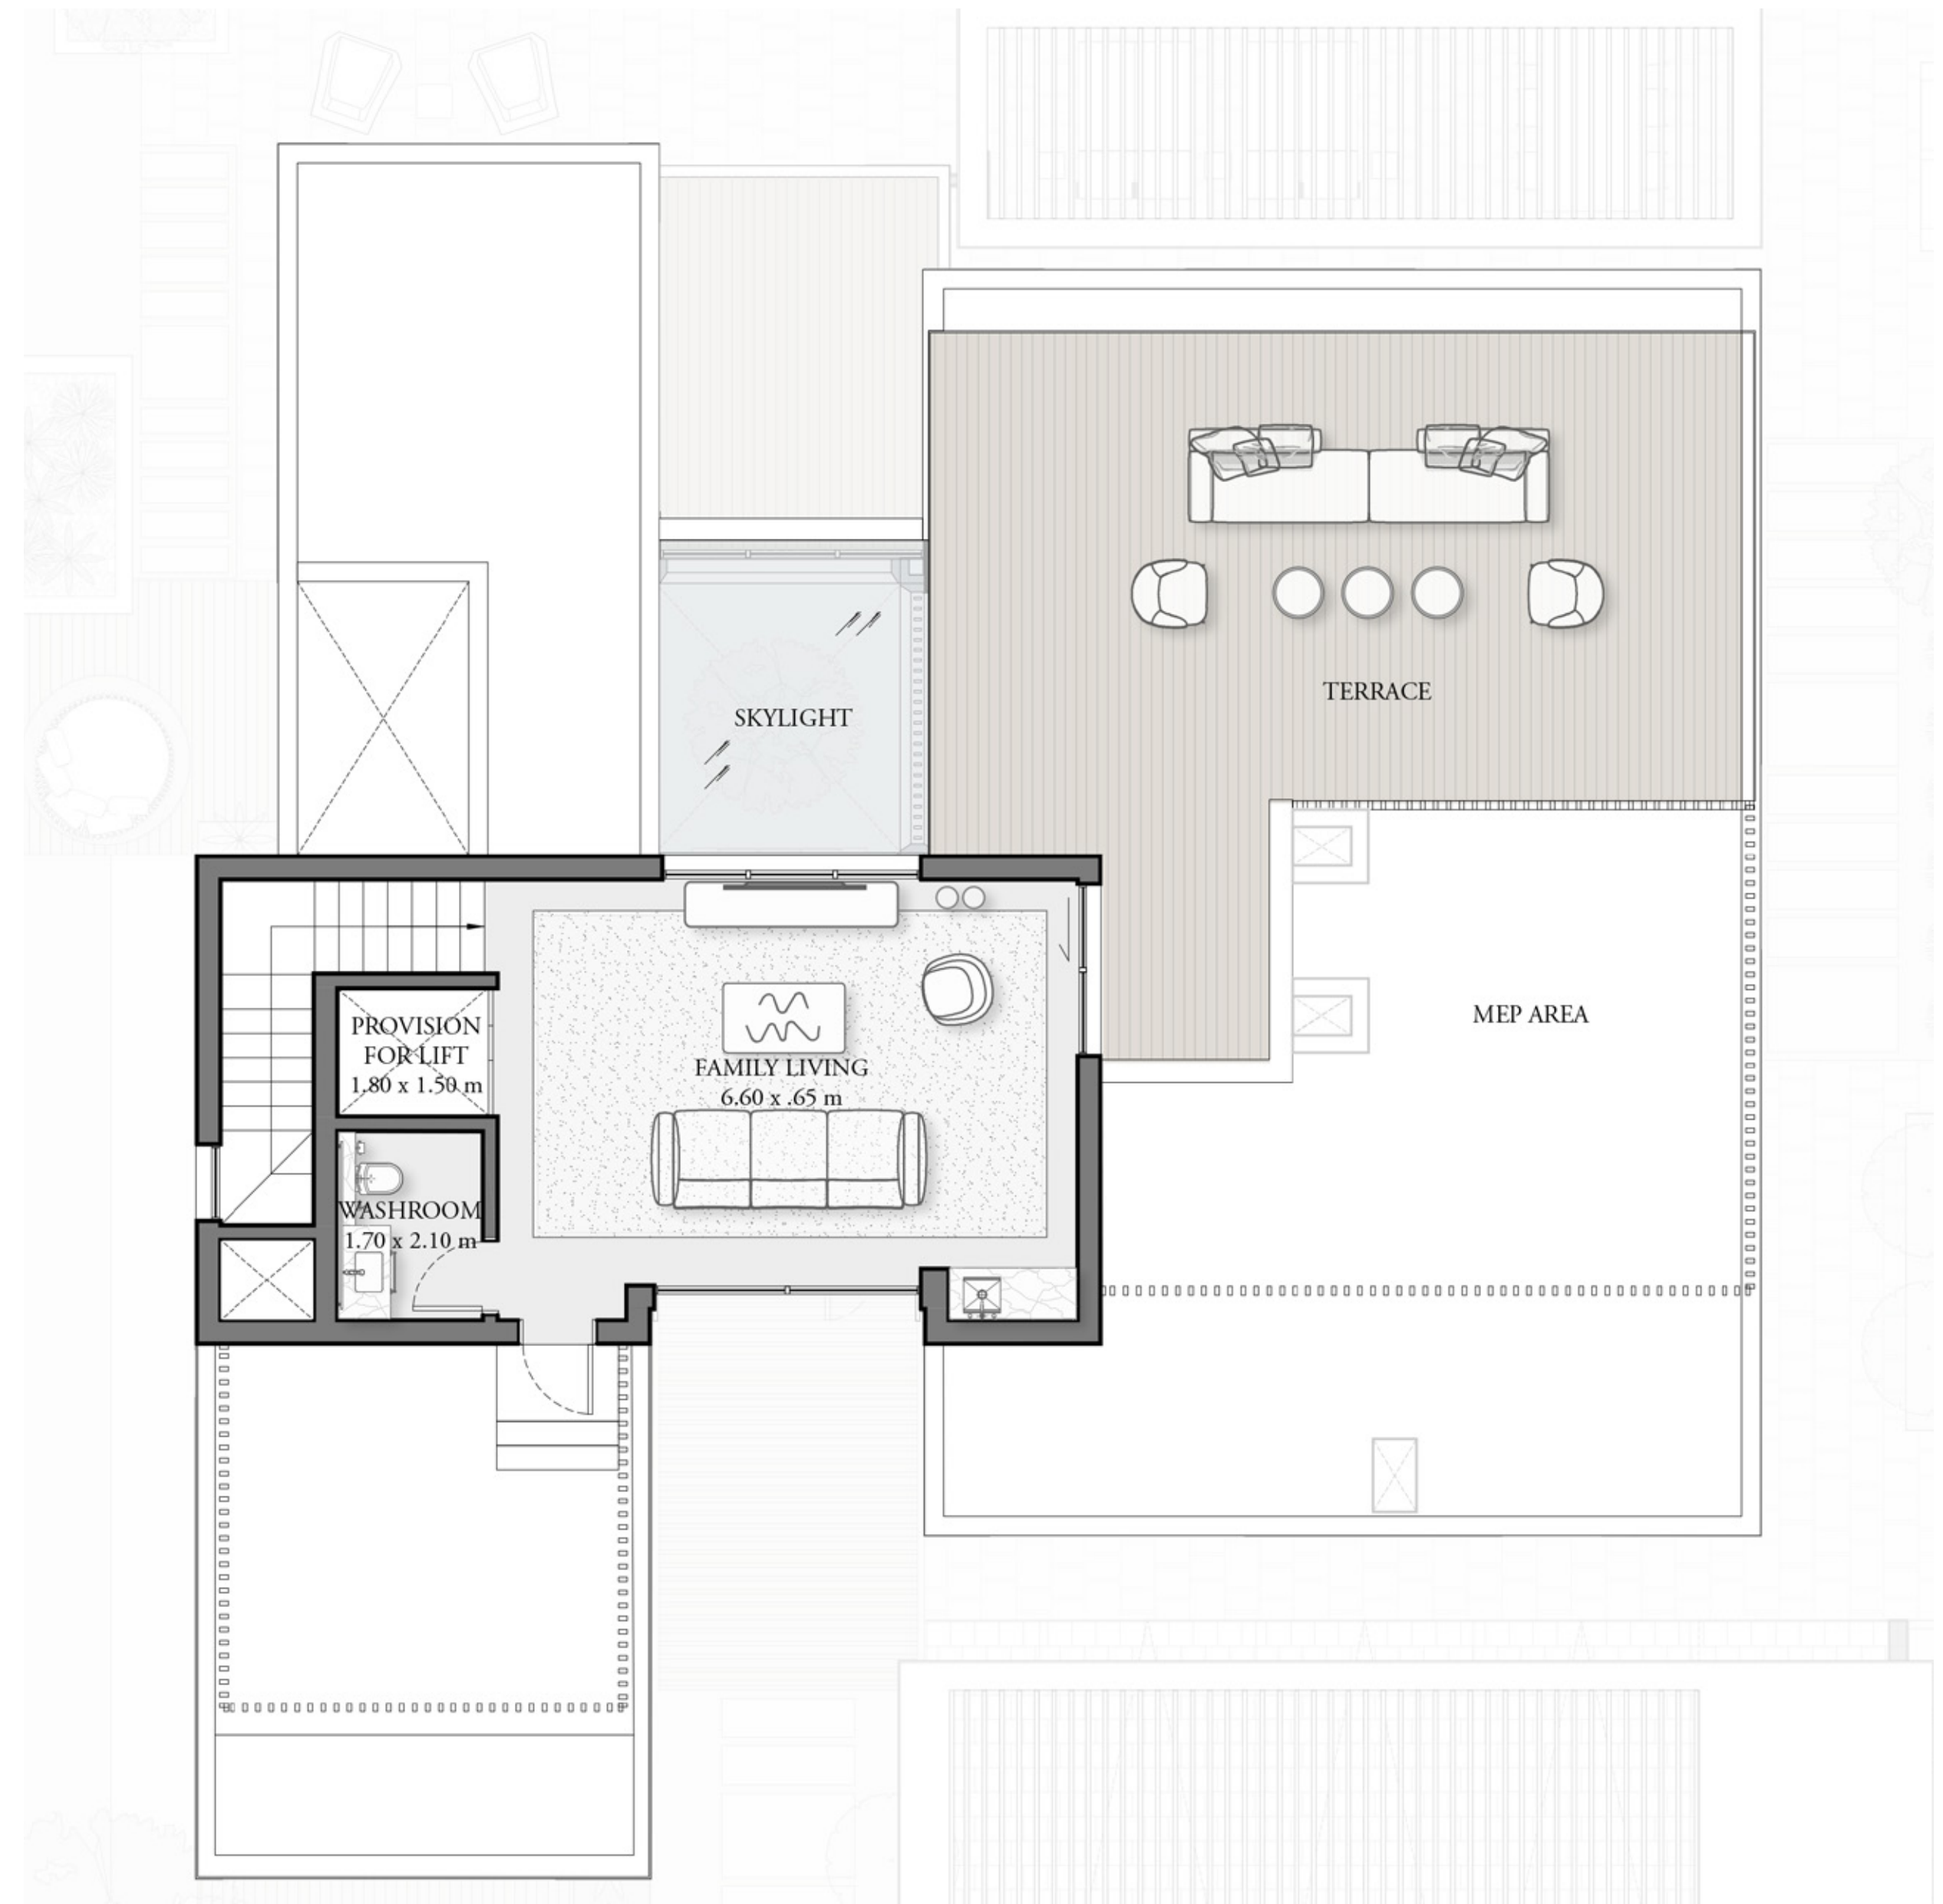 TERRACE
SKYLIGHT
MEP AREA
PROVISION
FOR LIFT
1.80 x 1.50 m
FAMILY LIVING
6.60 x .65 m
WASHROOM
1.70 x 2.10 m